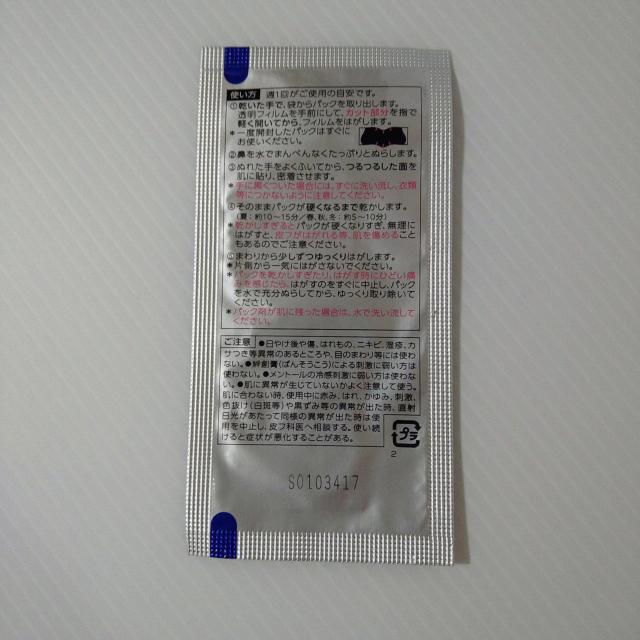 使い方 週1回がご使用の目安です。
①乾いた手で、袋からパックを取り出します。
透明フィルムを手前にして、カット部分を指で
軽く開いてから、フィルムをはがします。
*一度開封したパックはすぐに
お使いください。
②鼻を水でまんべんなくたっぷりとぬらします。
③ぬれた手をよくふいてから、つるつるした面を
肌に貼り、密着させます。
*手に黒くついた場合には、すぐに洗い流し、衣類
等につかないように注意してください。
④そのままパックが硬くなるまで乾かします。
(夏：約10〜15分/春、秋、冬：約5〜10分)
*乾かしすぎるとパックが硬くなりすぎ、無理に
はがすと、皮フがはがれる等、肌を傷めること
もあるのでご注意ください。
⑤まわりから少しずつゆっくりはがします。
*片側から一気にはがさないでください。
*パックを乾かしすぎたり、はがす時にひどい痛
みを感じたら、はがすのをすぐに中止し、パック
を水で充分ぬらしてから、ゆっくり取り除いて
ください。
*パック剤が肌に残った場合は、水で洗い流して
ください。
ご注意 ●日やけ後や傷、はれもの、ニキビ、湿疹、カ
サつき等異常のあるところや、目のまわり等には使わ
ない。●絆創膏(ばんそうこう)による刺激に弱い方は使
わない。●メントールの冷感刺激に弱い方は使わな
い。●肌に異常が生じていないかよく注意して使う。
肌に合わない時、使用中に赤み、はれ、かゆみ、刺激、
色抜け(白斑等)や黒ずみ等の異常が出た時、直射
日光があたって同様の異常が出た時は使
用を中止し、皮フ科医へ相談する。使い続
けると症状が悪化することがある。
プラ
2
S0103417